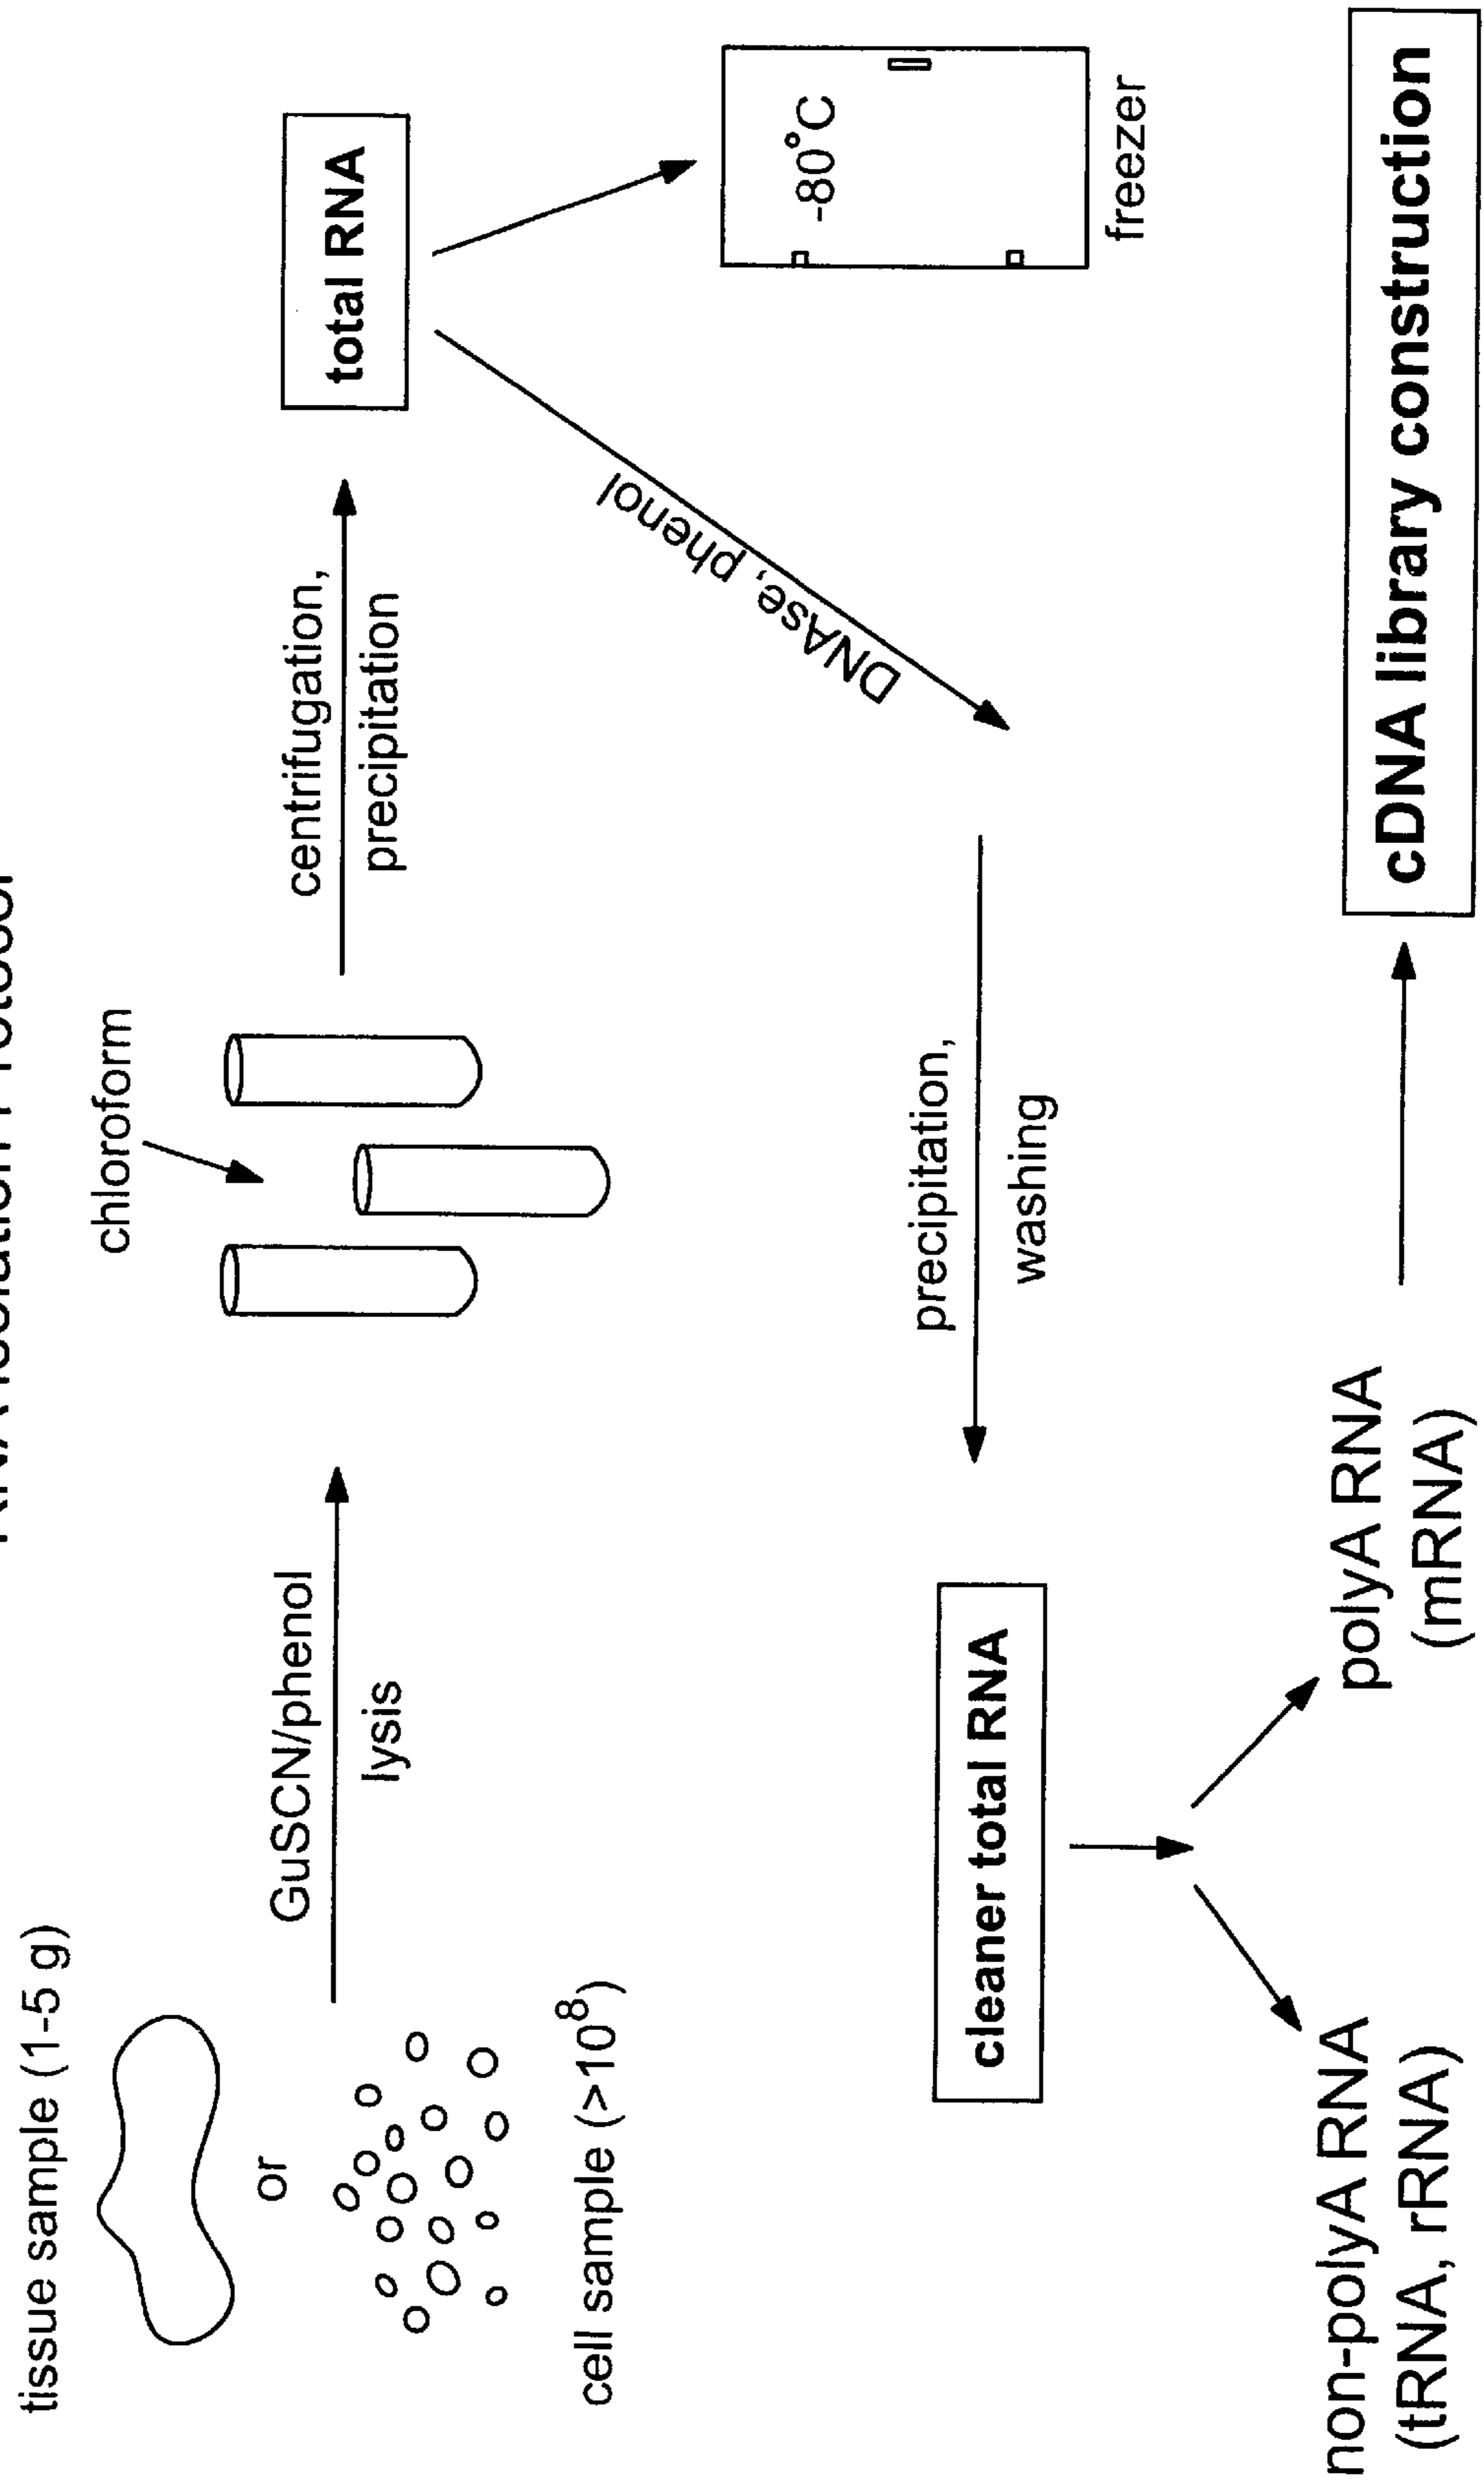 RNA Isolation Protocol
tissue sample (1-5 g)
or
cell sample (>10⁸)
GuSCN/phenol
lysis
chloroform
centrifugation,
precipitation
total RNA
-80°C
freezer
DNAse, phenol
precipitation,
washing
cleaner total RNA
non-polyA RNA
(tRNA, rRNA)
polyA RNA
(mRNA)
cDNA library construction